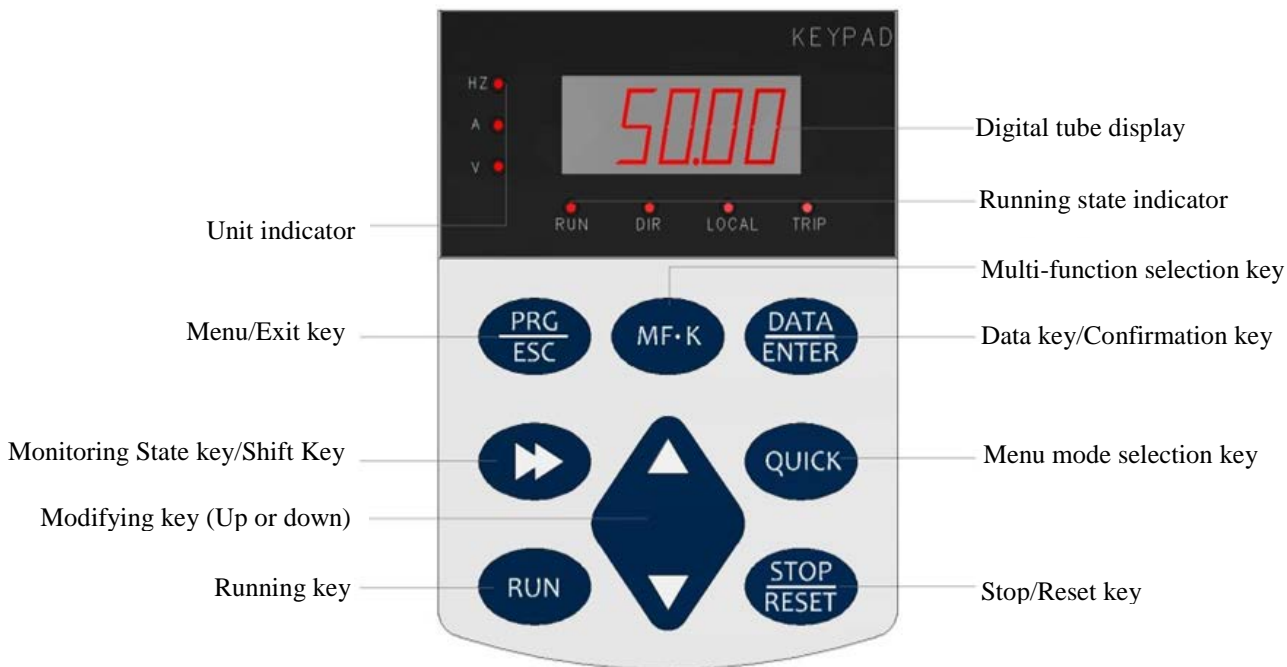 KEYPAD
HZ
A
V
50.00
RUN DIR LOCAL TRIP
Digital tube display
Running state indicator
Unit indicator
Multi-function selection key
Menu/Exit key
PRG
ESC
MF·K
DATA
ENTER
Data key/Confirmation key
Monitoring State key/Shift Key
QUICK
Menu mode selection key
Modifying key (Up or down)
Running key
RUN
STOP
RESET
Stop/Reset key